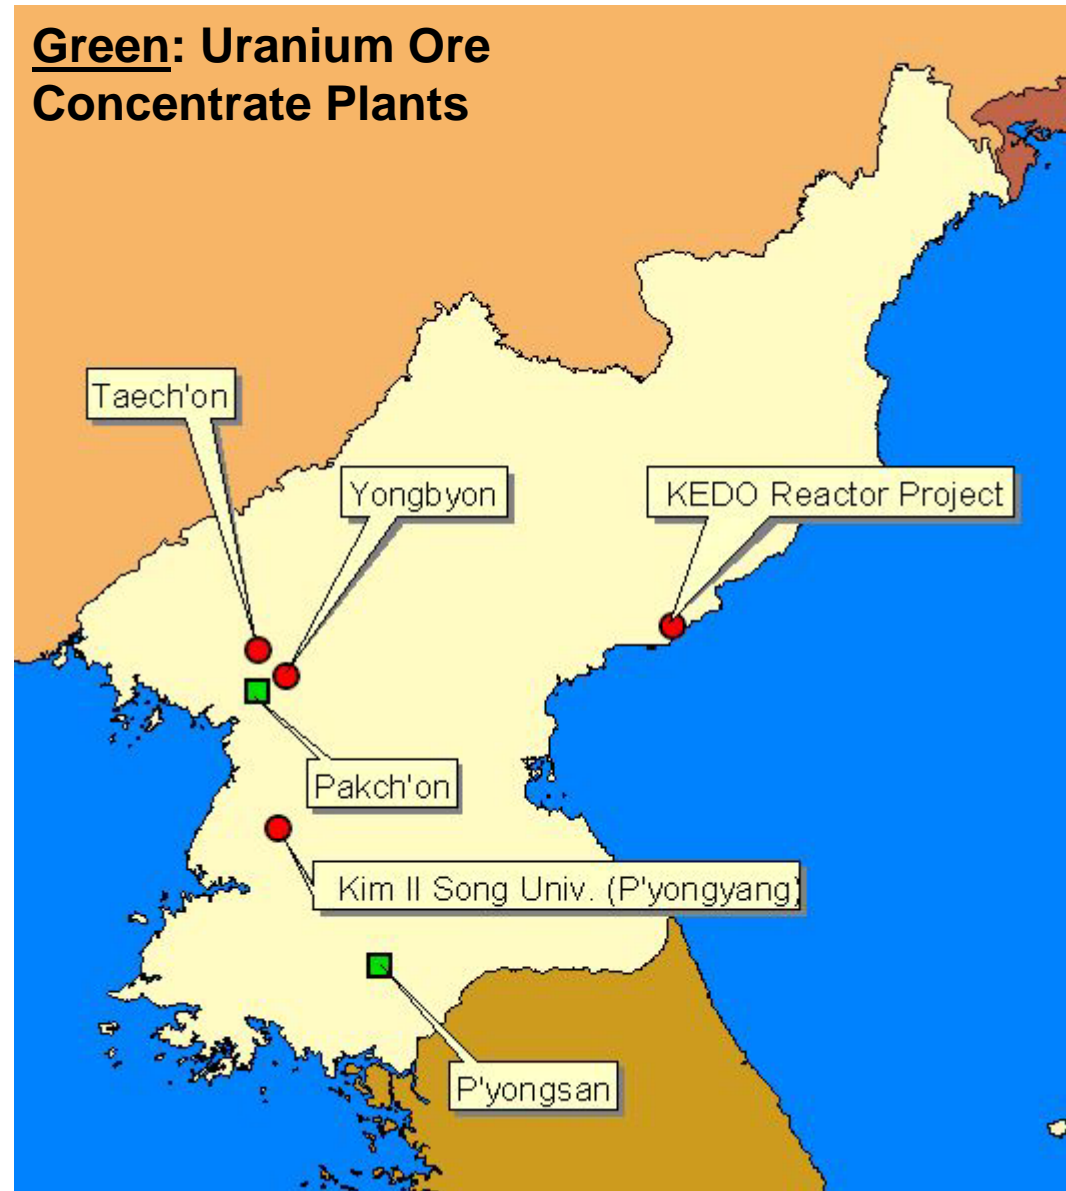 Green: Uranium Ore
Concentrate Plants
Taech'on
Yongbyon
KEDO Reactor Project
Pakch'on
Kim Il Song Univ. (P'yongyang)
P'yongsan